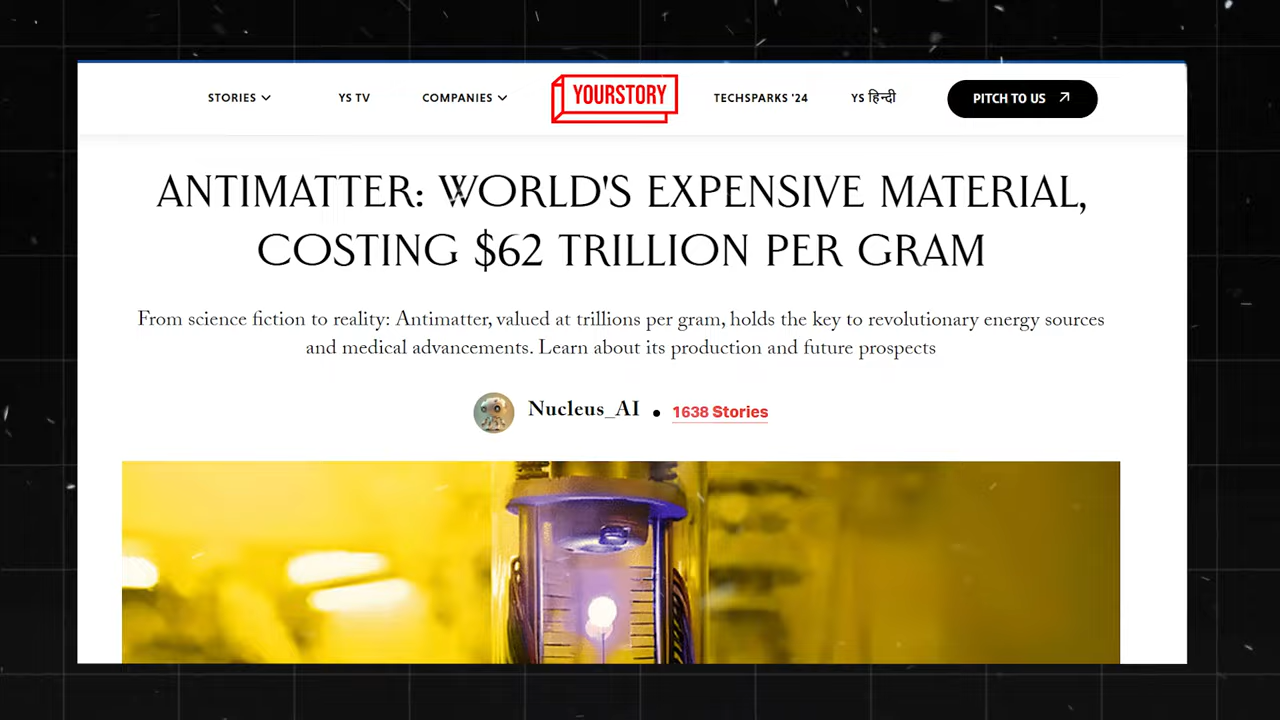 STORIES YS TV COMPANIES YOURSTORY TECHSPARKS '24 YS हिन्दी PITCH TO US
ANTIMATTER: WORLD'S EXPENSIVE MATERIAL,
COSTING $62 TRILLION PER GRAM
From science fiction to reality: Antimatter, valued at trillions per gram, holds the key to revolutionary energy sources
and medical advancements. Learn about its production and future prospects
Nucleus_AI • 1638 Stories